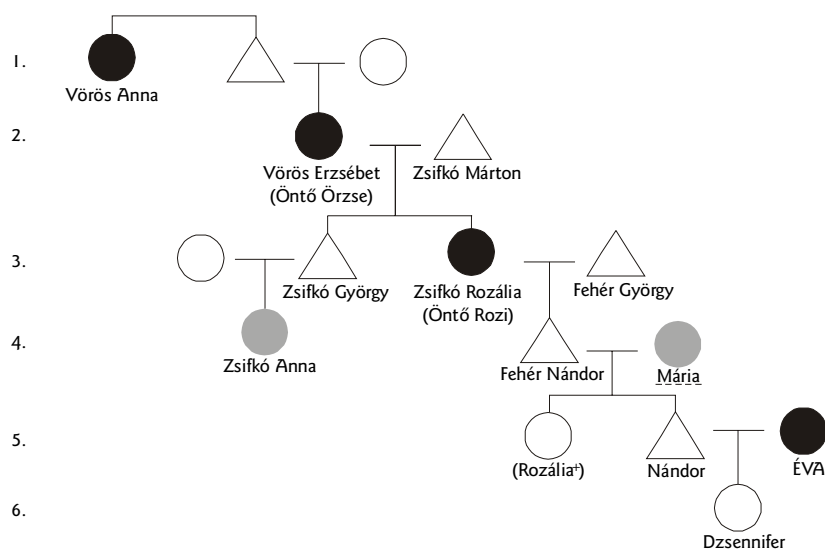 1.
Vörös Anna
2.
Vörös Erzsébet
(Öntő Örzse)
Zsifkó Márton
3.
Zsifkó György
Zsifkó Rozália
(Öntő Rozi)
Fehér György
4.
Zsifkó Anna
Fehér Nándor
Mária
5.
(Rozália⁺)
Nándor
ÉVA
6.
Dzsennifer